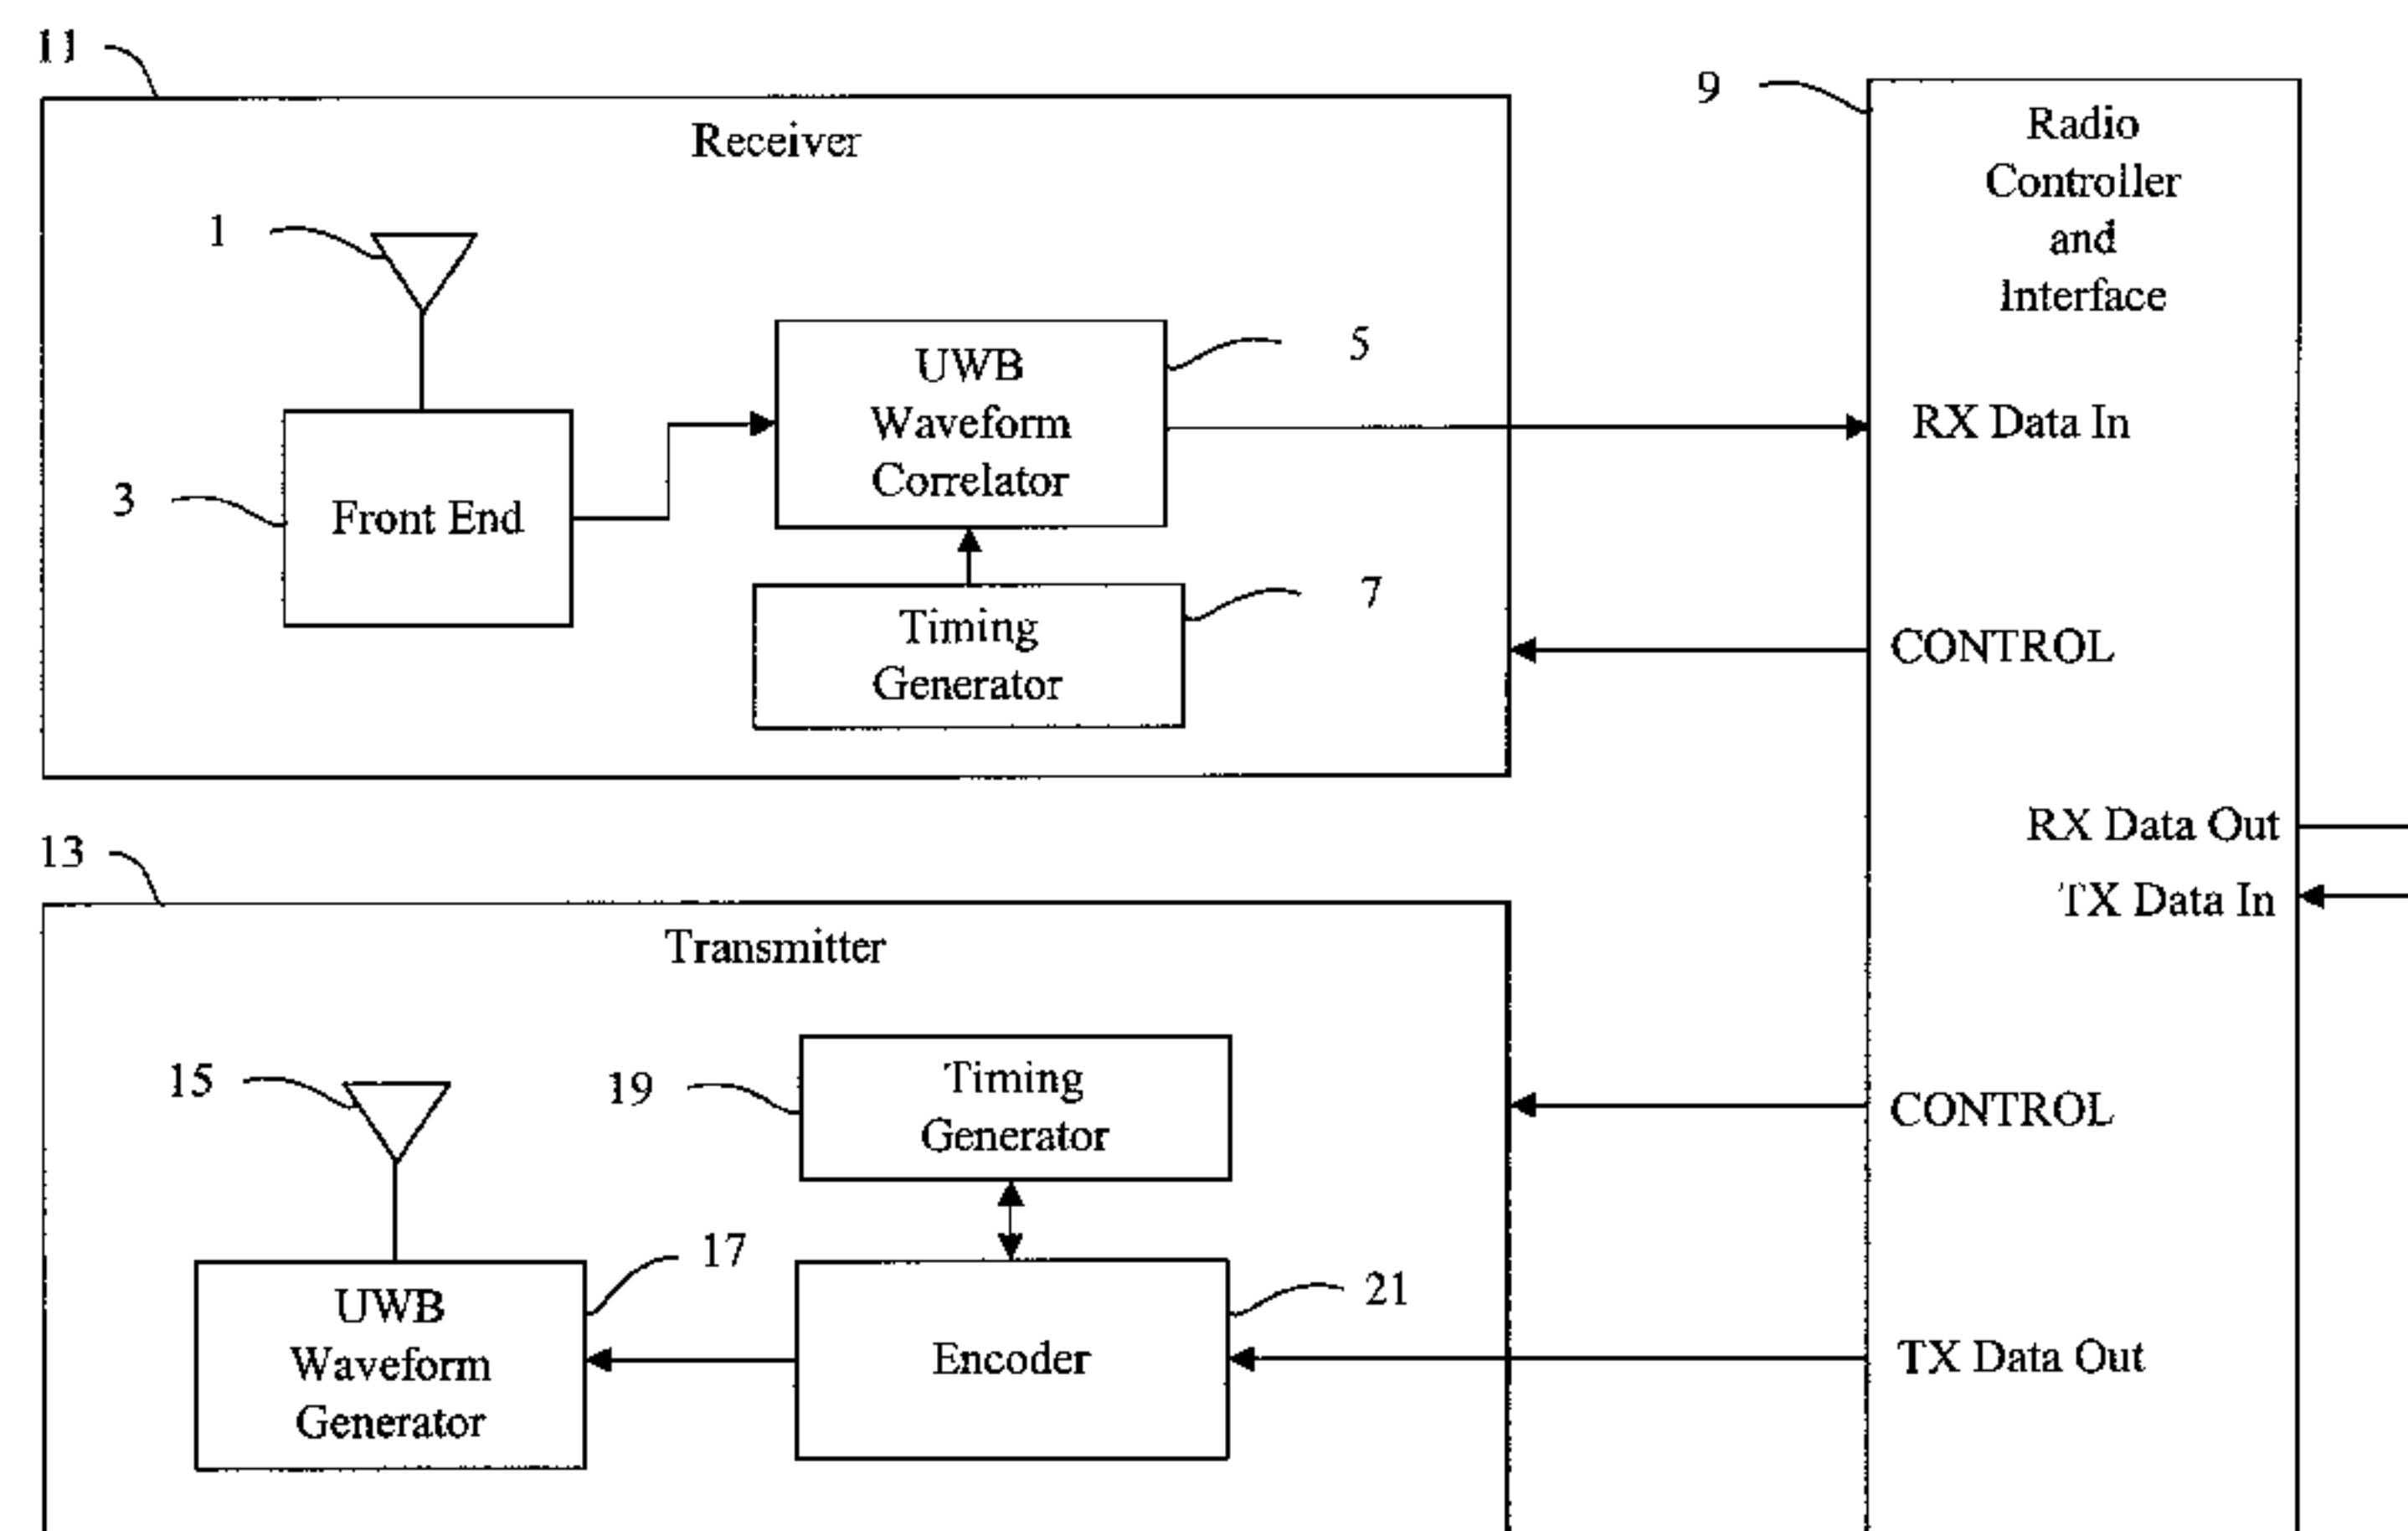 11
Receiver
1
3
Front End
UWB
Waveform
Correlator
5
Timing
Generator
7
9
Radio
Controller
and
Interface
RX Data In
CONTROL
RX Data Out
TX Data In
13
Transmitter
15
19
Timing
Generator
17
UWB
Waveform
Generator
21
Encoder
CONTROL
TX Data Out